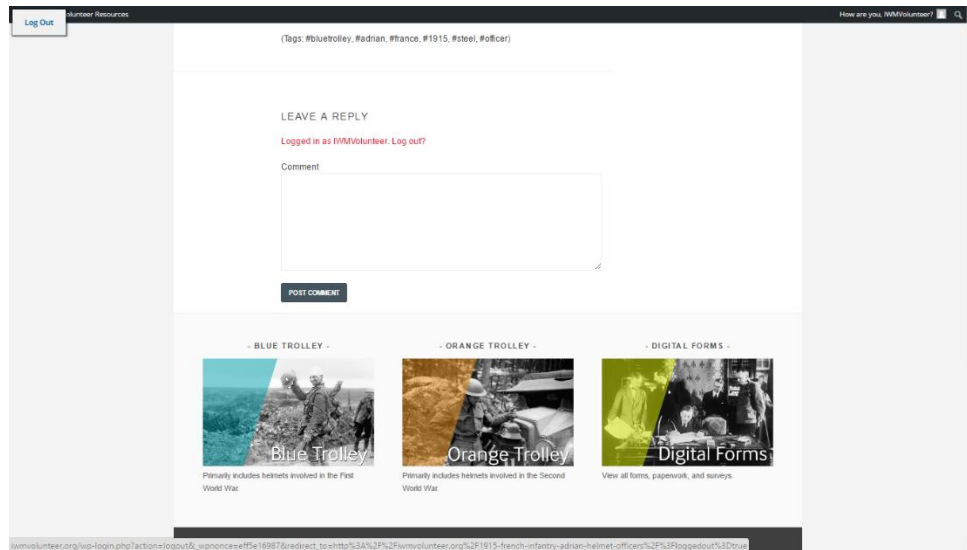 Log Out
olunteer Resources
How are you, IWMVolunteer?
(Tags: #bluetrolley, #adrian, #france, #1915, #steel, #officer)
LEAVE A REPLY
Logged in as IWMVolunteer. Log out?
Comment
POST COMMENT
- BLUE TROLLEY -
- ORANGE TROLLEY -
- DIGITAL FORMS -
Blue Trolley
Orange Trolley
Digital Forms
Primarily includes helmets involved in the First
World War.
Primarily includes helmets involved in the Second
World War.
View all forms, paperwork, and surveys.
iwmvolunteer.org/wp-login.php?action=logout&_wpnonce=eff5e16987&redirect_to=http%3A%2F%2Fiwmvolunteer.org%2F1915-french-infantry-adrian-helmet-officers%2F%3Floggedout%3Dtrue